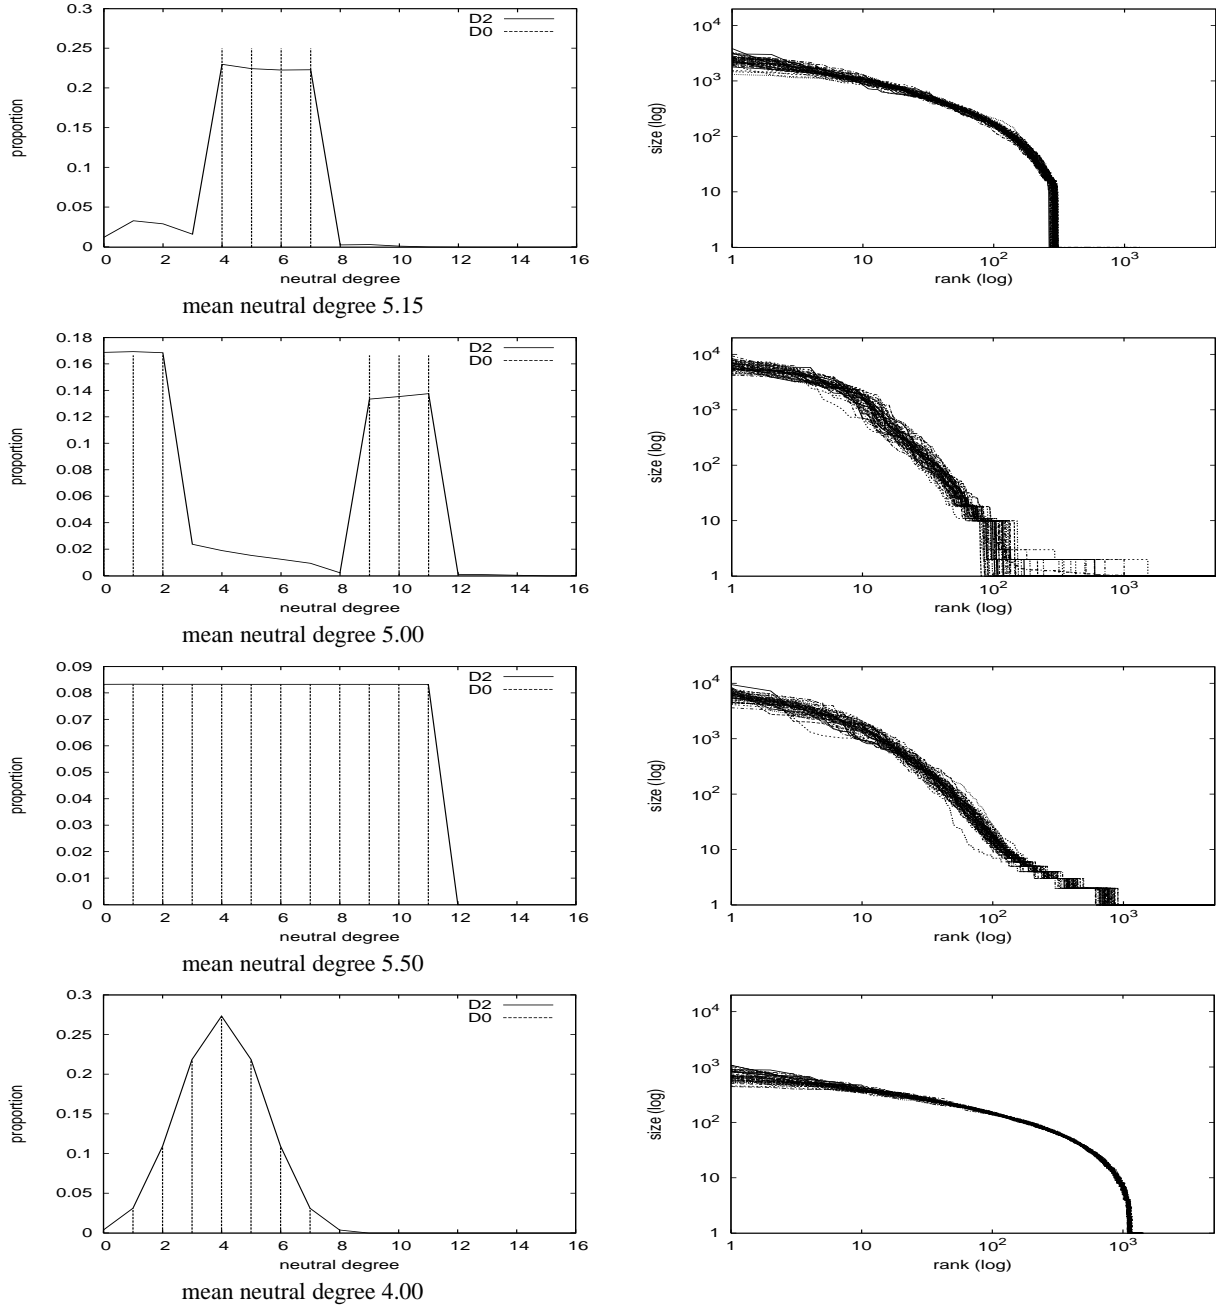 0.3
0.25
0.2
0.15
0.1
0.05
0
proportion
D2
D0
0 2 4 6 8 10 12 14 16
neutral degree
mean neutral degree 5.15
10^4
10^3
10^2
10
1
size (log)
1 10 10^2 10^3
rank (log)
0.18
0.16
0.14
0.12
0.1
0.08
0.06
0.04
0.02
0
proportion
D2
D0
0 2 4 6 8 10 12 14 16
neutral degree
mean neutral degree 5.00
10^4
10^3
10^2
10
1
size (log)
1 10 10^2 10^3
rank (log)
0.09
0.08
0.07
0.06
0.05
0.04
0.03
0.02
0.01
0
proportion
D2
D0
0 2 4 6 8 10 12 14 16
neutral degree
mean neutral degree 5.50
10^4
10^3
10^2
10
1
size (log)
1 10 10^2 10^3
rank (log)
0.3
0.25
0.2
0.15
0.1
0.05
0
proportion
D2
D0
0 2 4 6 8 10 12 14 16
neutral degree
mean neutral degree 4.00
10^4
10^3
10^2
10
1
size (log)
1 10 10^2 10^3
rank (log)